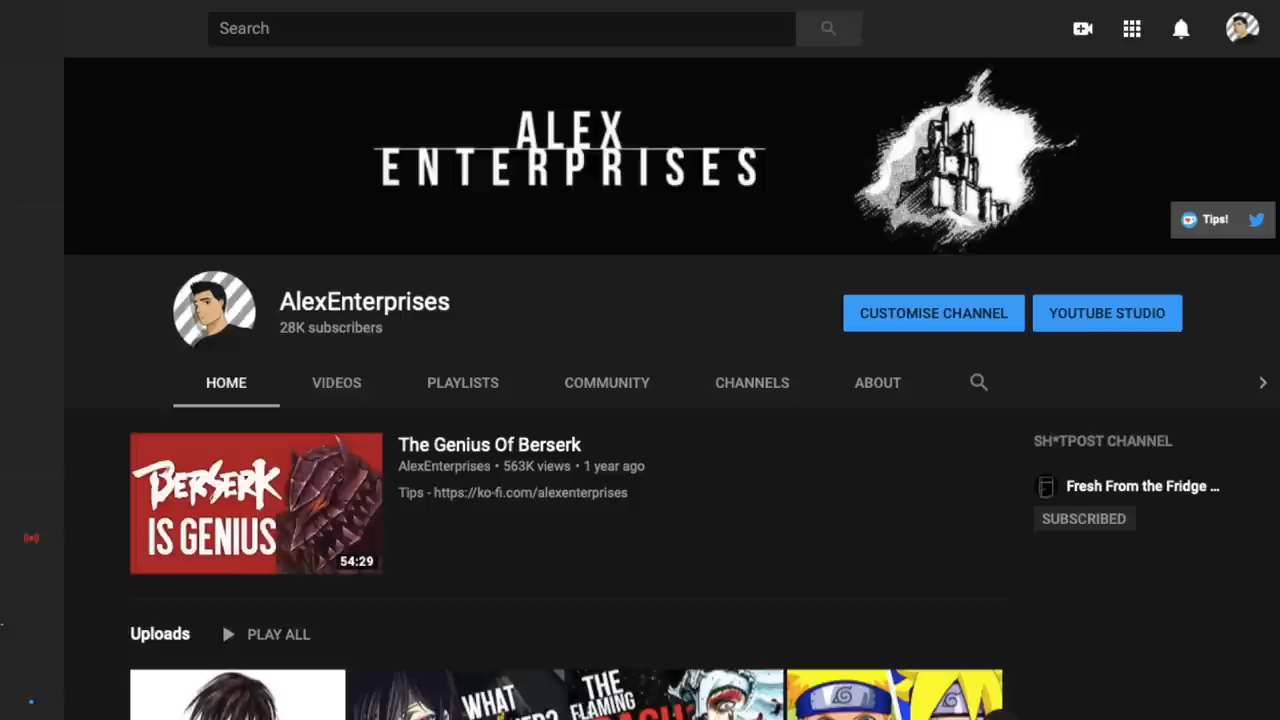 Search
ALEX
ENTERPRISES
Tips!
AlexEnterprises
28K subscribers
CUSTOMISE CHANNEL
YOUTUBE STUDIO
HOME
VIDEOS
PLAYLISTS
COMMUNITY
CHANNELS
ABOUT
BERSERK
IS GENIUS
54:29
The Genius Of Berserk
AlexEnterprises • 563K views • 1 year ago
Tips - https://ko-fi.com/alexenterprises
SH*TPOST CHANNEL
Fresh From the Fridge ...
SUBSCRIBED
Uploads
PLAY ALL
WHAT
THE
FLAMING